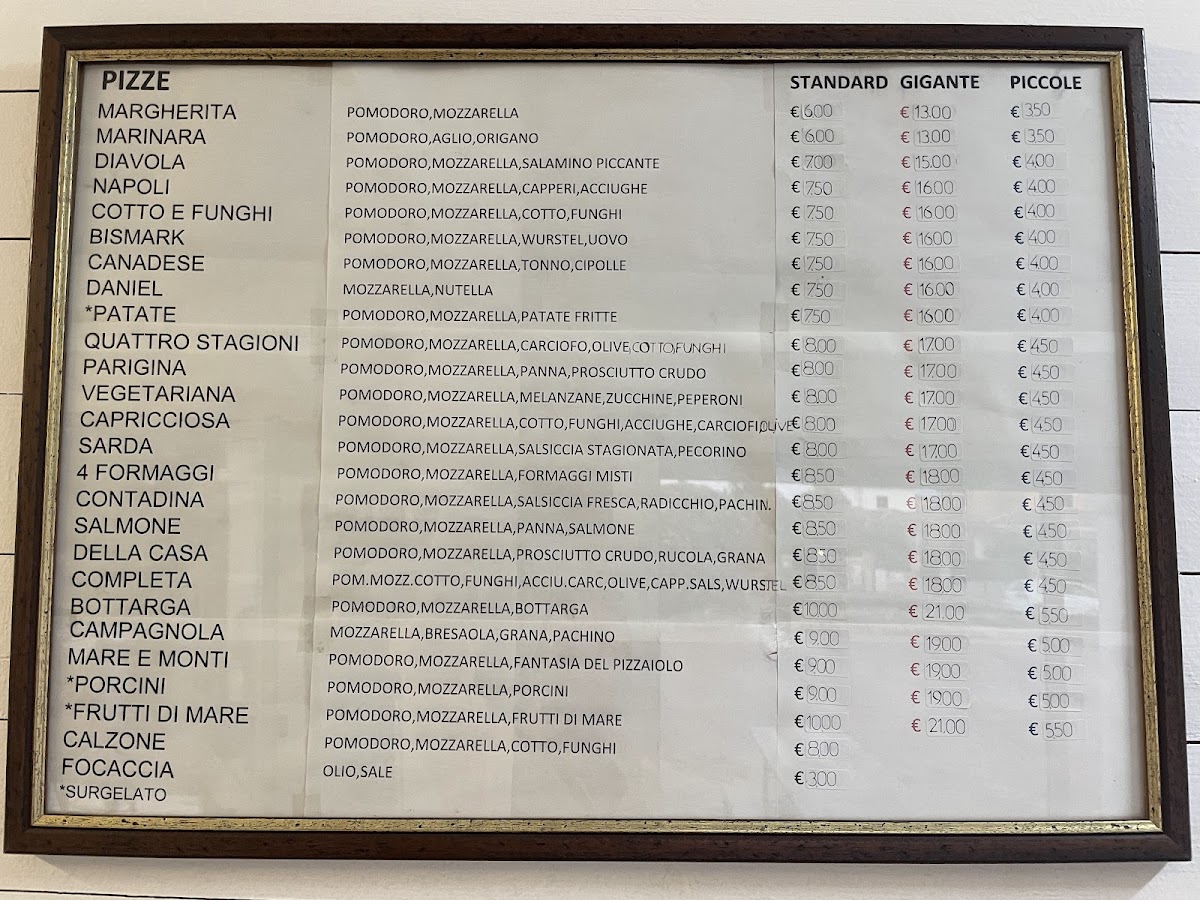 PIZZE STANDARD GIGANTE PICCOLE
MARGHERITA POMODORO,MOZZARELLA € 6.00 € 13.00 € 3.50
MARINARA POMODORO,AGLIO,ORIGANO € 6.00 € 13.00 € 3.50
DIAVOLA POMODORO,MOZZARELLA,SALAMINO PICCANTE € 7.00 € 15.00 € 4.00
NAPOLI POMODORO,MOZZARELLA,CAPPERI,ACCIUGHE € 7.50 € 16.00 € 4.00
COTTO E FUNGHI POMODORO,MOZZARELLA,COTTO,FUNGHI € 7.50 € 16.00 € 4.00
BISMARK POMODORO,MOZZARELLA,WURSTEL,UOVO € 7.50 € 16.00 € 4.00
CANADESE POMODORO,MOZZARELLA,TONNO,CIPOLLE € 7.50 € 16.00 € 4.00
DANIEL MOZZARELLA,NUTELLA € 7.50 € 16.00 € 4.00
*PATATE POMODORO,MOZZARELLA,PATATE FRITTE € 7.50 € 16.00 € 4.00
QUATTRO STAGIONI POMODORO,MOZZARELLA,CARCIOFO,OLIVE,COTTO,FUNGHI € 8.00 € 17.00 € 4.50
PARIGINA POMODORO,MOZZARELLA,PANNA,PROSCIUTTO CRUDO € 8.00 € 17.00 € 4.50
VEGETARIANA POMODORO,MOZZARELLA,MELANZANE,ZUCCHINE,PEPERONI € 8.00 € 17.00 € 4.50
CAPRICCIOSA POMODORO,MOZZARELLA,COTTO,FUNGHI,ACCIUGHE,CARCIOFI,OLIVE € 8.00 € 17.00 € 4.50
SARDA POMODORO,MOZZARELLA,SALSICCIA STAGIONATA,PECORINO € 8.00 € 17.00 € 4.50
4 FORMAGGI POMODORO,MOZZARELLA,FORMAGGI MISTI € 8.50 € 18.00 € 4.50
CONTADINA POMODORO,MOZZARELLA,SALSICCIA FRESCA,RADICCHIO,PACHIN. € 8.50 € 18.00 € 4.50
SALMONE POMODORO,MOZZARELLA,PANNA,SALMONE € 8.50 € 18.00 € 4.50
DELLA CASA POMODORO,MOZZARELLA,PROSCIUTTO CRUDO,RUCOLA,GRANA € 8.50 € 18.00 € 4.50
COMPLETA POM.MOZZ.COTTO,FUNGHI,ACCIU.CARC,OLIVE,CAPP.SALS,WURSTEL € 8.50 € 18.00 € 4.50
BOTTARGA POMODORO,MOZZARELLA,BOTTARGA € 10.00 € 21.00 € 5.50
CAMPAGNOLA MOZZARELLA,BRESAOLA,GRANA,PACHINO € 9.00 € 19.00 € 5.00
MARE E MONTI POMODORO,MOZZARELLA,FANTASIA DEL PIZZAIOLO € 9.00 € 19.00 € 5.00
*PORCINI POMODORO,MOZZARELLA,PORCINI € 9.00 € 19.00 € 5.00
*FRUTTI DI MARE POMODORO,MOZZARELLA,FRUTTI DI MARE € 10.00 € 21.00 € 5.50
CALZONE POMODORO,MOZZARELLA,COTTO,FUNGHI € 8.00
FOCACCIA OLIO,SALE € 3.00
*SURGELATO